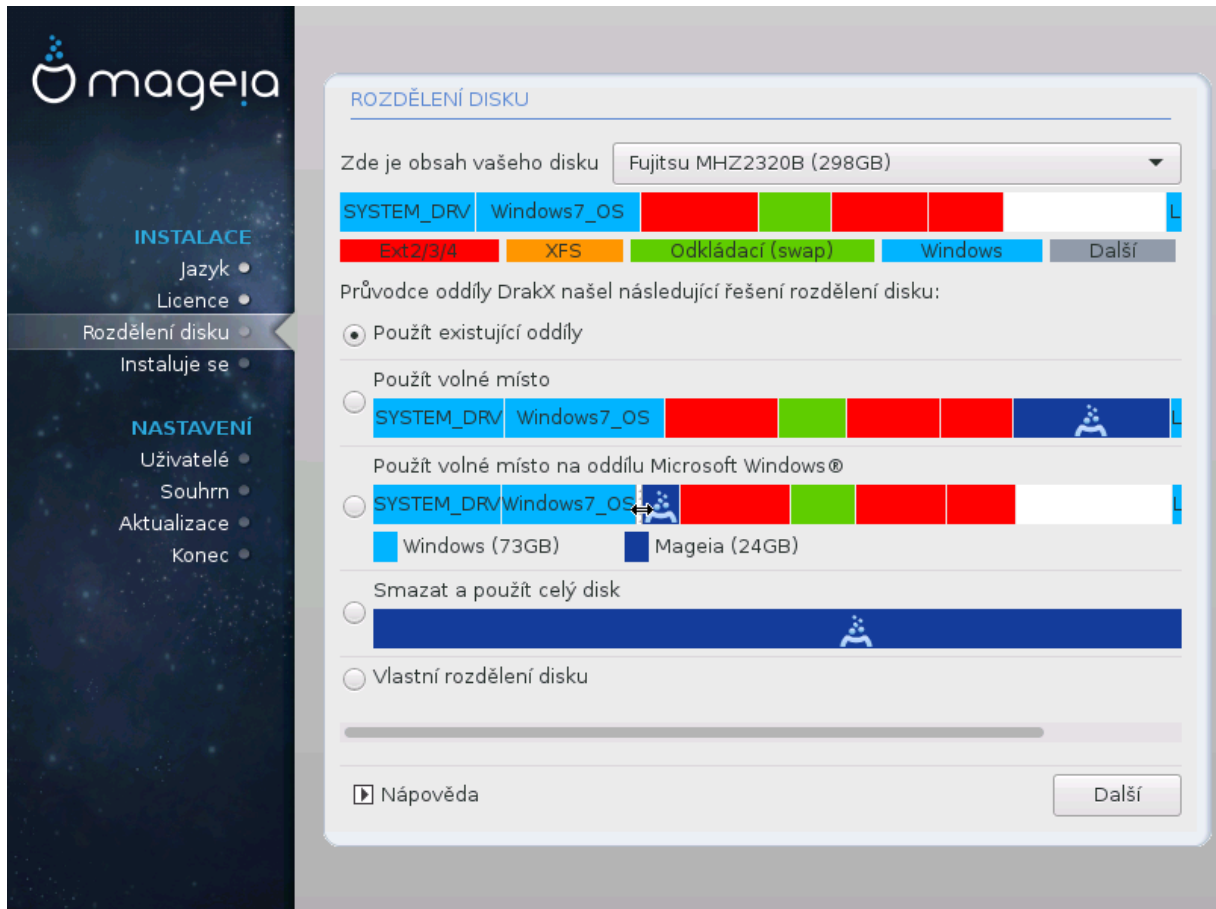 mageia
INSTALACE
Jazyk
Licence
Rozdělení disku
Instaluje se
NASTAVENÍ
Uživatelé
Souhrn
Aktualizace
Konec
ROZDĚLENÍ DISKU
Zde je obsah vašeho disku Fujitsu MHZ2320B (298GB)
SYSTEM_DRV Windows7_OS L
Ext2/3/4 XFS Odkládací (swap) Windows Další
Průvodce oddíly DrakX našel následující řešení rozdělení disku:
Použít existující oddíly
Použít volné místo
SYSTEM_DRV Windows7_OS L
Použít volné místo na oddílu Microsoft Windows®
SYSTEM_DRV Windows7_OS L
Windows (73GB) Mageia (24GB)
Smazat a použít celý disk
Vlastní rozdělení disku
Nápověda Další